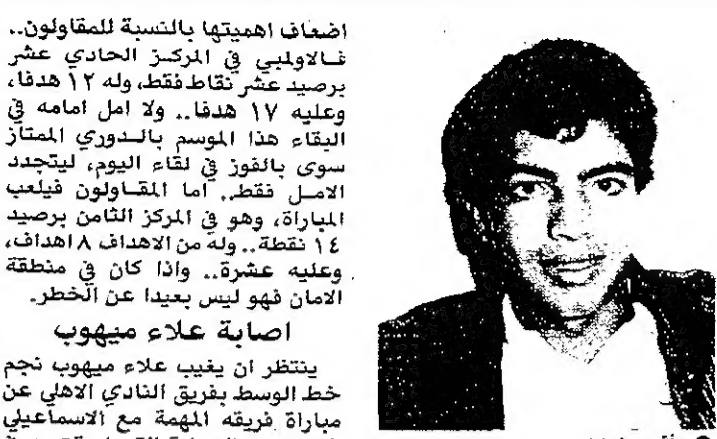 اضعاف اهميتها بالنسبة للمقاولون..
فالاولمبي في المركز الحادي عشر
برصيد عشر نقاط فقط، وله ١٢ هدفا،
وعليه ١٧ هدفا.. ولا امل امامه في
البقاء هذا الموسم بالدوري الممتاز
سوى بالفوز في لقاء اليوم، ليتجدد
الامل فقط.. اما المقاولون فيلعب
المباراة، وهو في المركز الثامن برصيد
١٤ نقطة.. وله من الاهداف ٨ اهداف،
وعليه عشرة.. واذا كان في منطقة
الامان فهو ليس بعيدا عن الخطر.
اصابة علاء ميهوب
ينتظر ان يغيب علاء ميهوب نجم
خط الوسط بفريق النادي الاهلي عن
مباراة فريقه المهمة مع الاسماعيلي